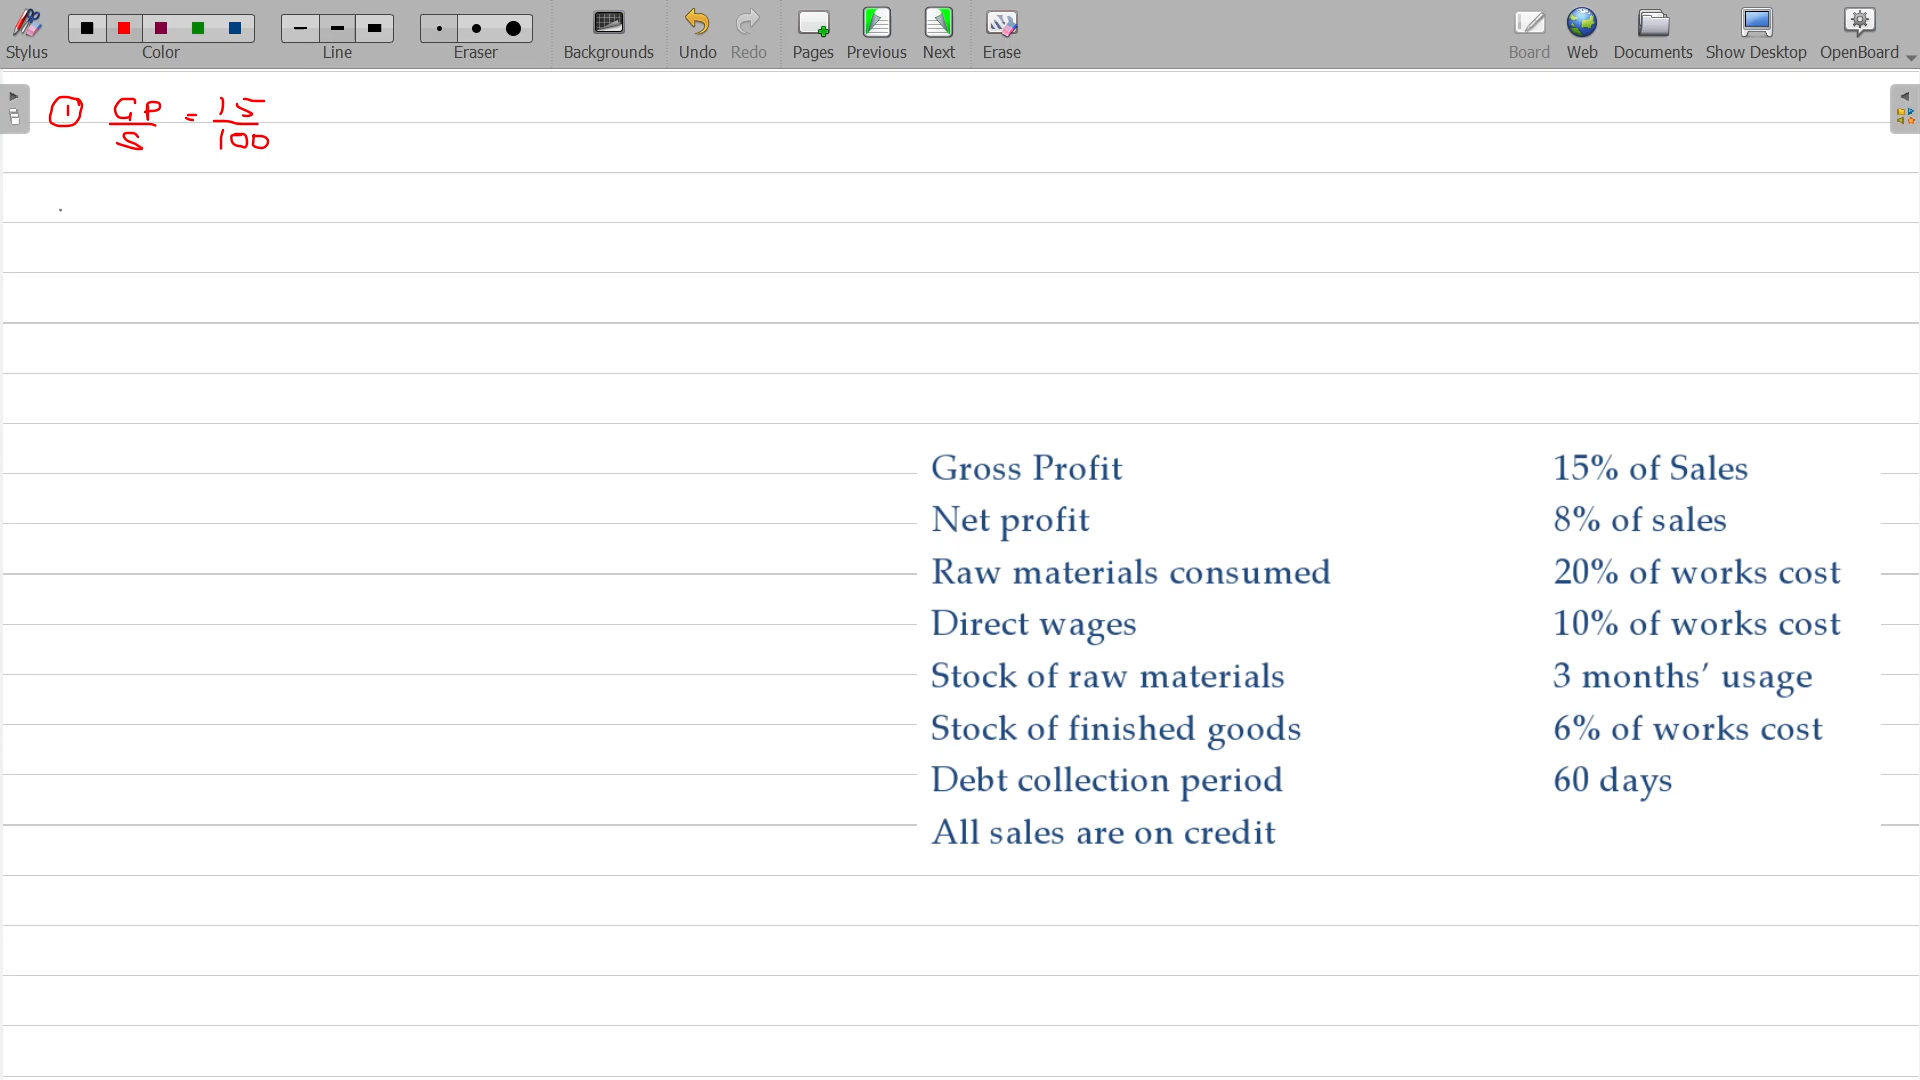 Stylus Color Line Eraser Backgrounds Undo Redo Pages Previous Next Erase Board Web Documents Show Desktop OpenBoard
① GP/S = 15/100
Gross Profit 15% of Sales
Net profit 8% of sales
Raw materials consumed 20% of works cost
Direct wages 10% of works cost
Stock of raw materials 3 months’ usage
Stock of finished goods 6% of works cost
Debt collection period 60 days
All sales are on credit